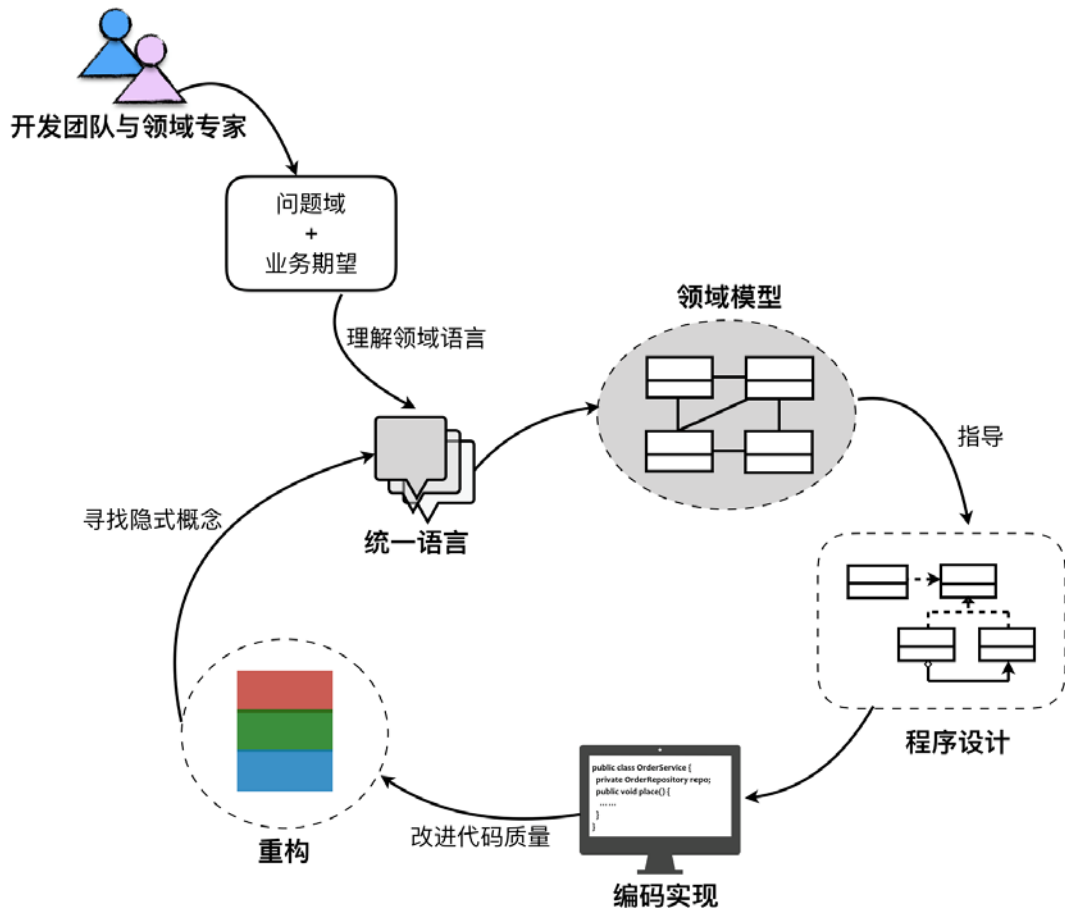 开发团队与领域专家
问题域
+
业务期望
理解领域语言
领域模型
指导
统一语言
寻找隐式概念
程序设计
public class OrderService {
private OrderRepository repo;
public void place() {
... ...
}
}
改进代码质量
重构
编码实现